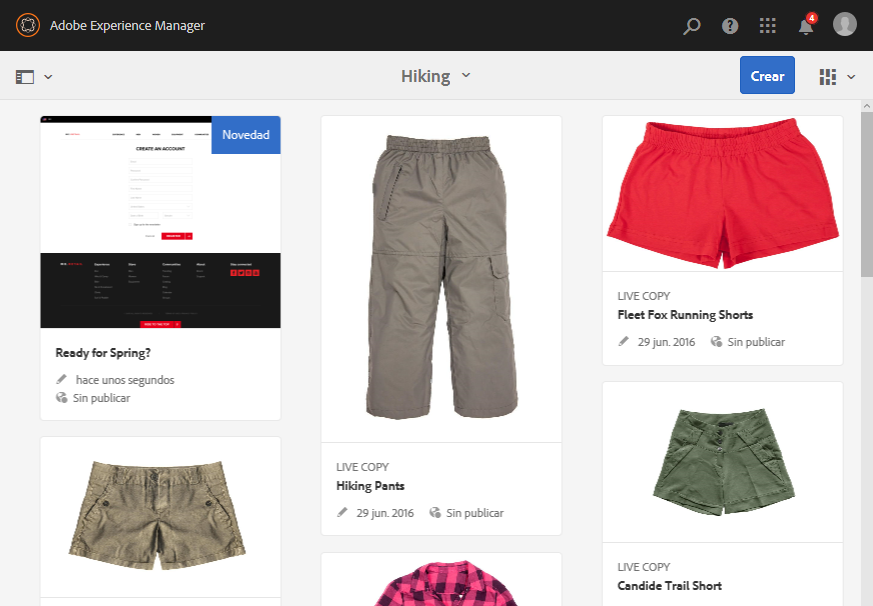 Adobe Experience Manager
4
Hiking
Crear
Novedad
CREATE AN ACCOUNT
Ready for Spring?
hace unos segundos
Sin publicar
LIVE COPY
Hiking Pants
29 jun. 2016 Sin publicar
LIVE COPY
Fleet Fox Running Shorts
29 jun. 2016 Sin publicar
LIVE COPY
Candide Trail Short